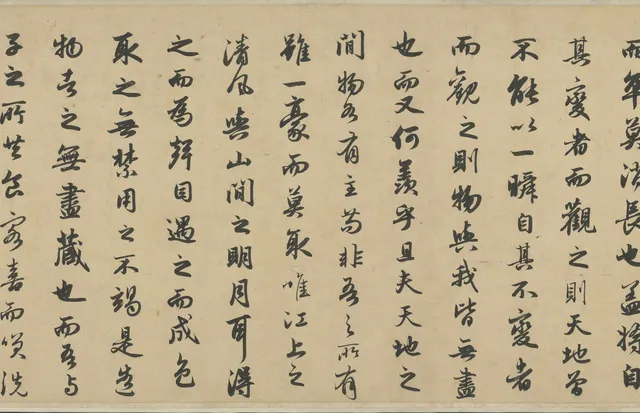 而卒莫消長也蓋將自
其變者而觀之則天地曾
不能以一瞬自其不變者
而觀之則物與我皆無盡
也而又何羨乎且夫天地之
間物各有主苟非吾之所有
雖一豪而莫取唯江上之
清風與山間之明月耳得
之而為聲目遇之而成色
取之無禁用之不竭是造
物者之無盡藏也而吾与
子之所共食客喜而笑洗